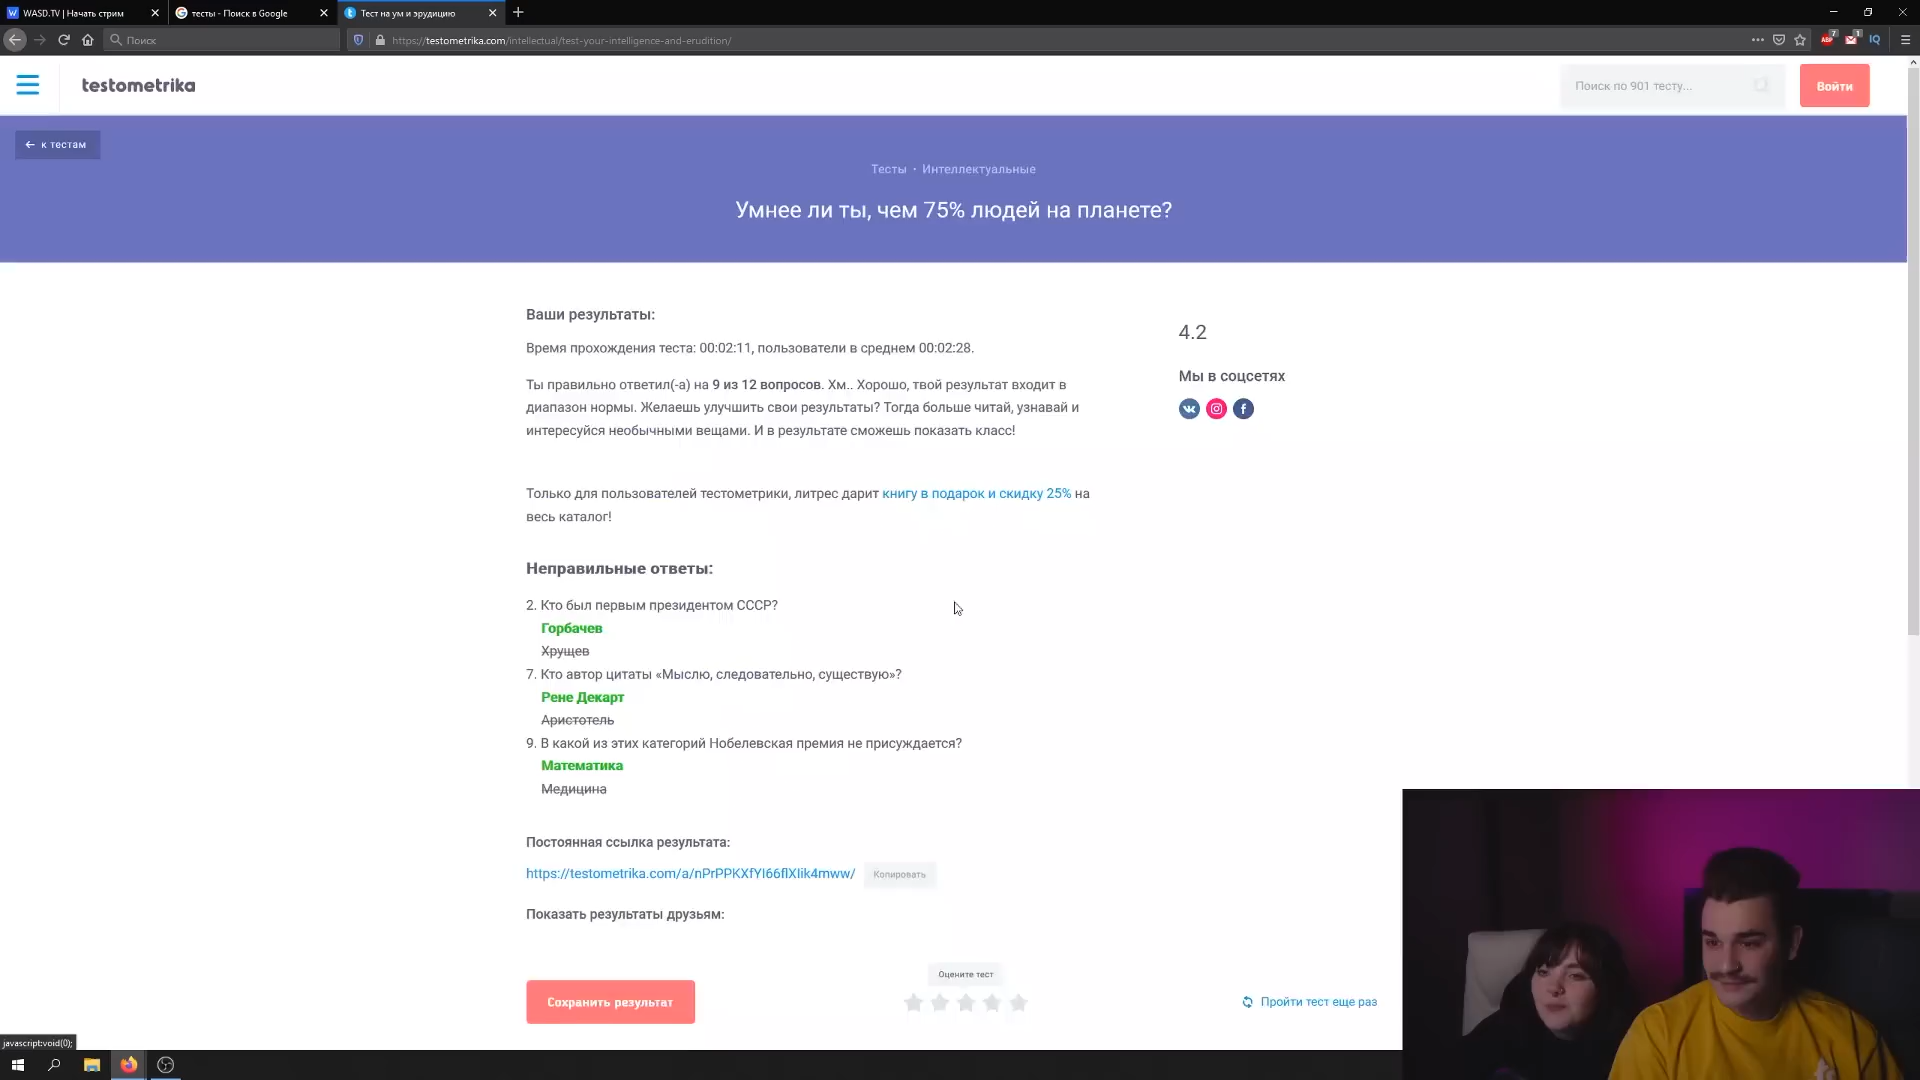 WASD.TV | Начать стрим
тесты - Поиск в Google
Тест на ум и эрудицию
Поиск
https://testometrika.com/intellectual/test-your-intelligence-and-erudition/
ABP
7
1
IQ
testometrika
Поиск по 901 тесту...
Войти
← к тестам
Тесты · Интеллектуальные
Умнее ли ты, чем 75% людей на планете?
Ваши результаты:
Время прохождения теста: 00:02:11, пользователи в среднем 00:02:28.
Ты правильно ответил(-а) на 9 из 12 вопросов. Хм.. Хорошо, твой результат входит в
диапазон нормы. Желаешь улучшить свои результаты? Тогда больше читай, узнавай и
интересуйся необычными вещами. И в результате сможешь показать класс!
4.2
Мы в соцсетях
Только для пользователей тестометрики, литрес дарит книгу в подарок и скидку 25% на
весь каталог!
Неправильные ответы:
2. Кто был первым президентом СССР?
Горбачев
Хрущев
7. Кто автор цитаты «Мыслю, следовательно, существую»?
Рене Декарт
Аристотель
9. В какой из этих категорий Нобелевская премия не присуждается?
Математика
Медицина
Постоянная ссылка результата:
https://testometrika.com/a/nPrPPKXfYI66flXIik4mww/
Копировать
Показать результаты друзьям:
Оцените тест
Сохранить результат
Пройти тест еще раз
javascript:void(0);